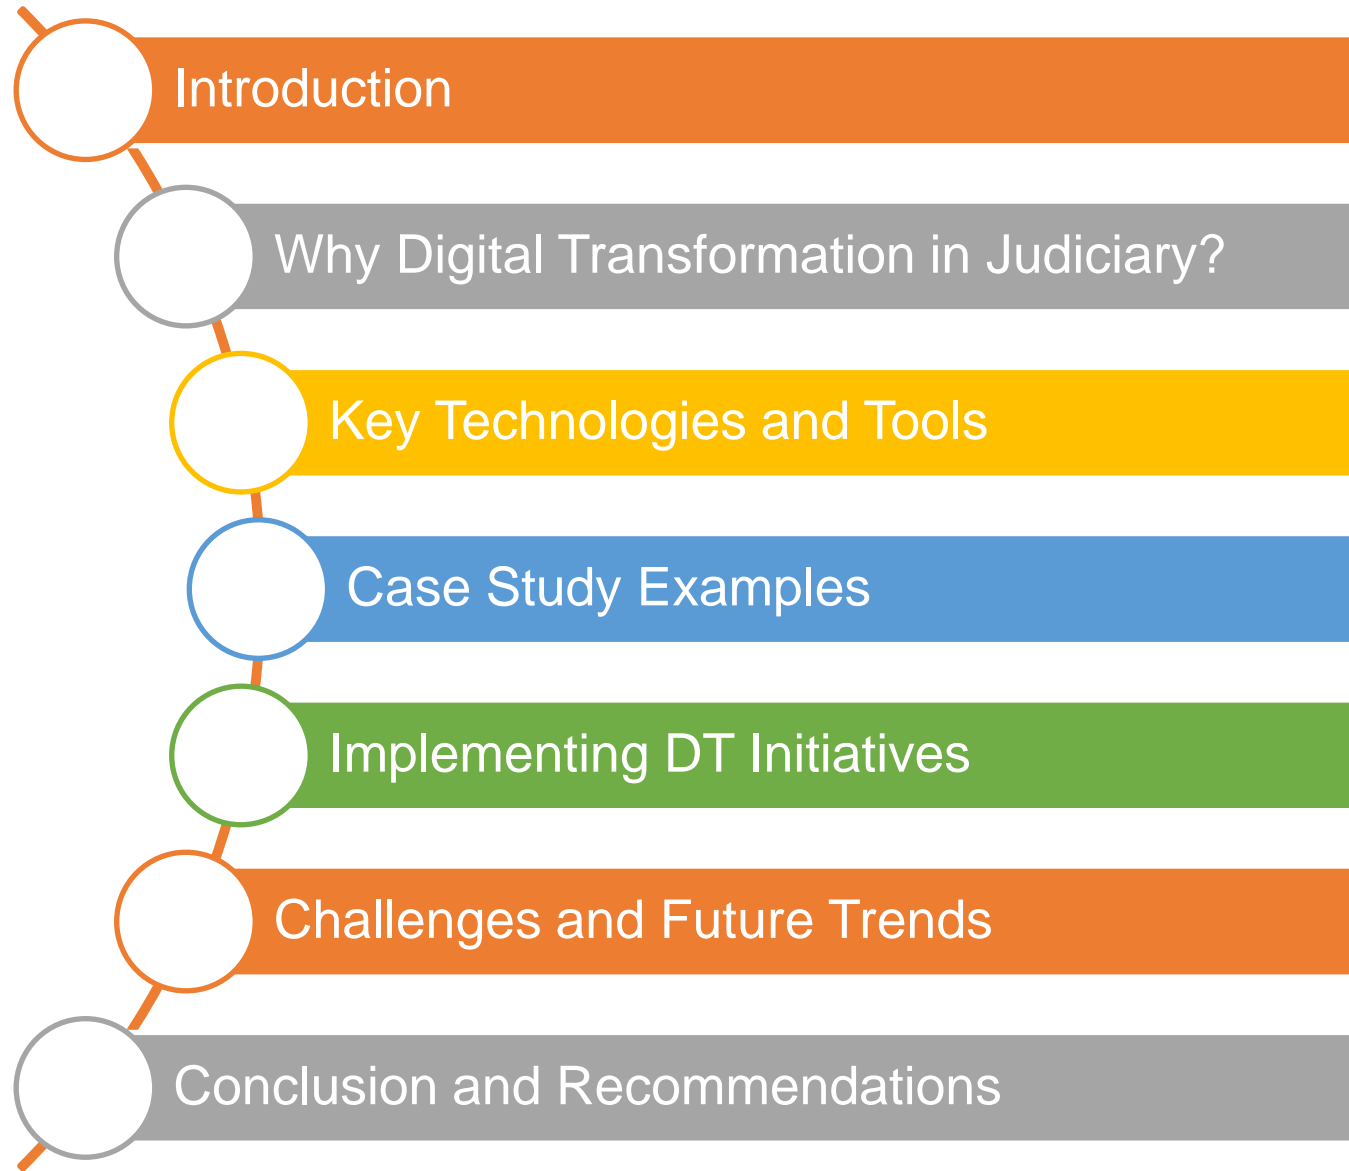 Introduction
Why Digital Transformation in Judiciary?
Key Technologies and Tools
Case Study Examples
Implementing DT Initiatives
Challenges and Future Trends
Conclusion and Recommendations